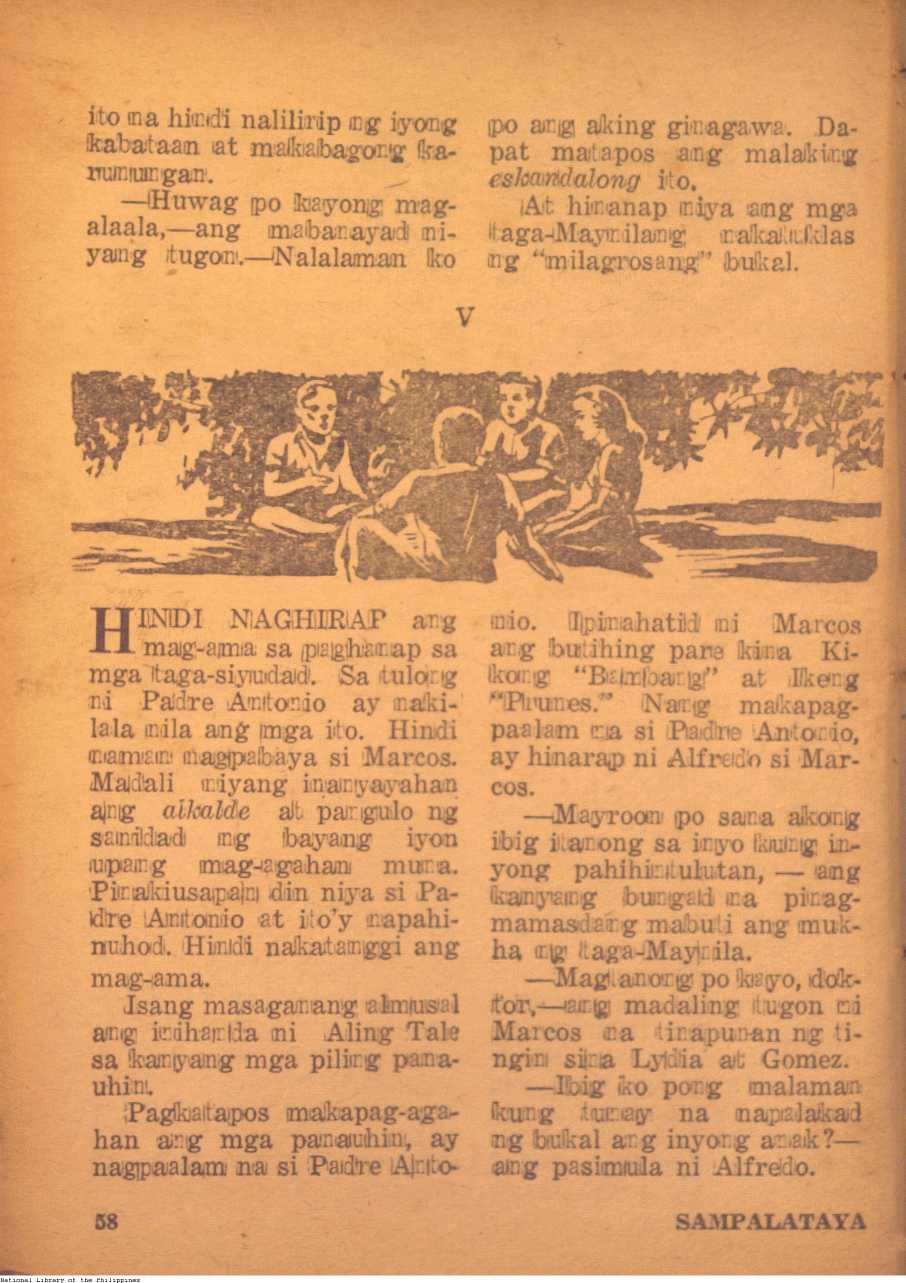 ito na hindi nalilirip ng iyong
kabataan at makabagong ka-
runungan.
—Huwag po kayong mag-
alaala,—ang mabanayad ni-
yang tugon.—Nalalaman ko
po ang aking ginagawa. Da-
pat matapos ang malaking
eskandalong ito.
At hinanap niya ang mga
taga-Maynilang nakatuklas
ng “milagrosang” bukal.
V
HINDI NAGHIRAP ang
mag-ama sa paghanap sa
mga taga-siyudad. Sa tulong
ni Padre Antonio ay naki-
lala nila ang mga ito. Hindi
naman nagpabaya si Marcos.
Madali niyang inanyayahan
ang alkalde at pangulo ng
sanidad ng bayang iyon
upang mag-agahan muna.
Pinakiusapan din niya si Pa-
dre Antonio at ito’y napahi-
nuhod. Hindi nakatanggi ang
mag-ama.
Isang masaganang almusal
ang inihanda ni Aling Tale
sa kanyang mga piling pana-
uhin.
Pagkatapos makapag-aga-
han ang mga panauhin, ay
nagpaalam na si Padre Anto-
nio. Ipinahatid ni Marcos
ang butihing pare kina Ki-
kong “Bambang” at Ikeng
“Puunes.” Nang makapag-
paalam na si Padre Antonio,
ay hinarap ni Alfredo si Mar-
cos.
—Mayroon po sana akong
ibig itanong sa inyo kung in-
yong pahihintulutan, — ang
kanyang bungad na pinag-
mamasdang mabuti ang muk-
ha ng taga-Maynila.
—Magtanong po kayo, dok-
tor,—ang madaling tugon ni
Marcos na tinapunan ng ti-
ngin sina Lydia at Gomez.
—Ibig ko pong malaman
kung tunay na napalakad
ng bukal ang inyong anak?—
ang pasimula ni Alfredo.
58
SAMPALATAYA
National Library of the Philippines